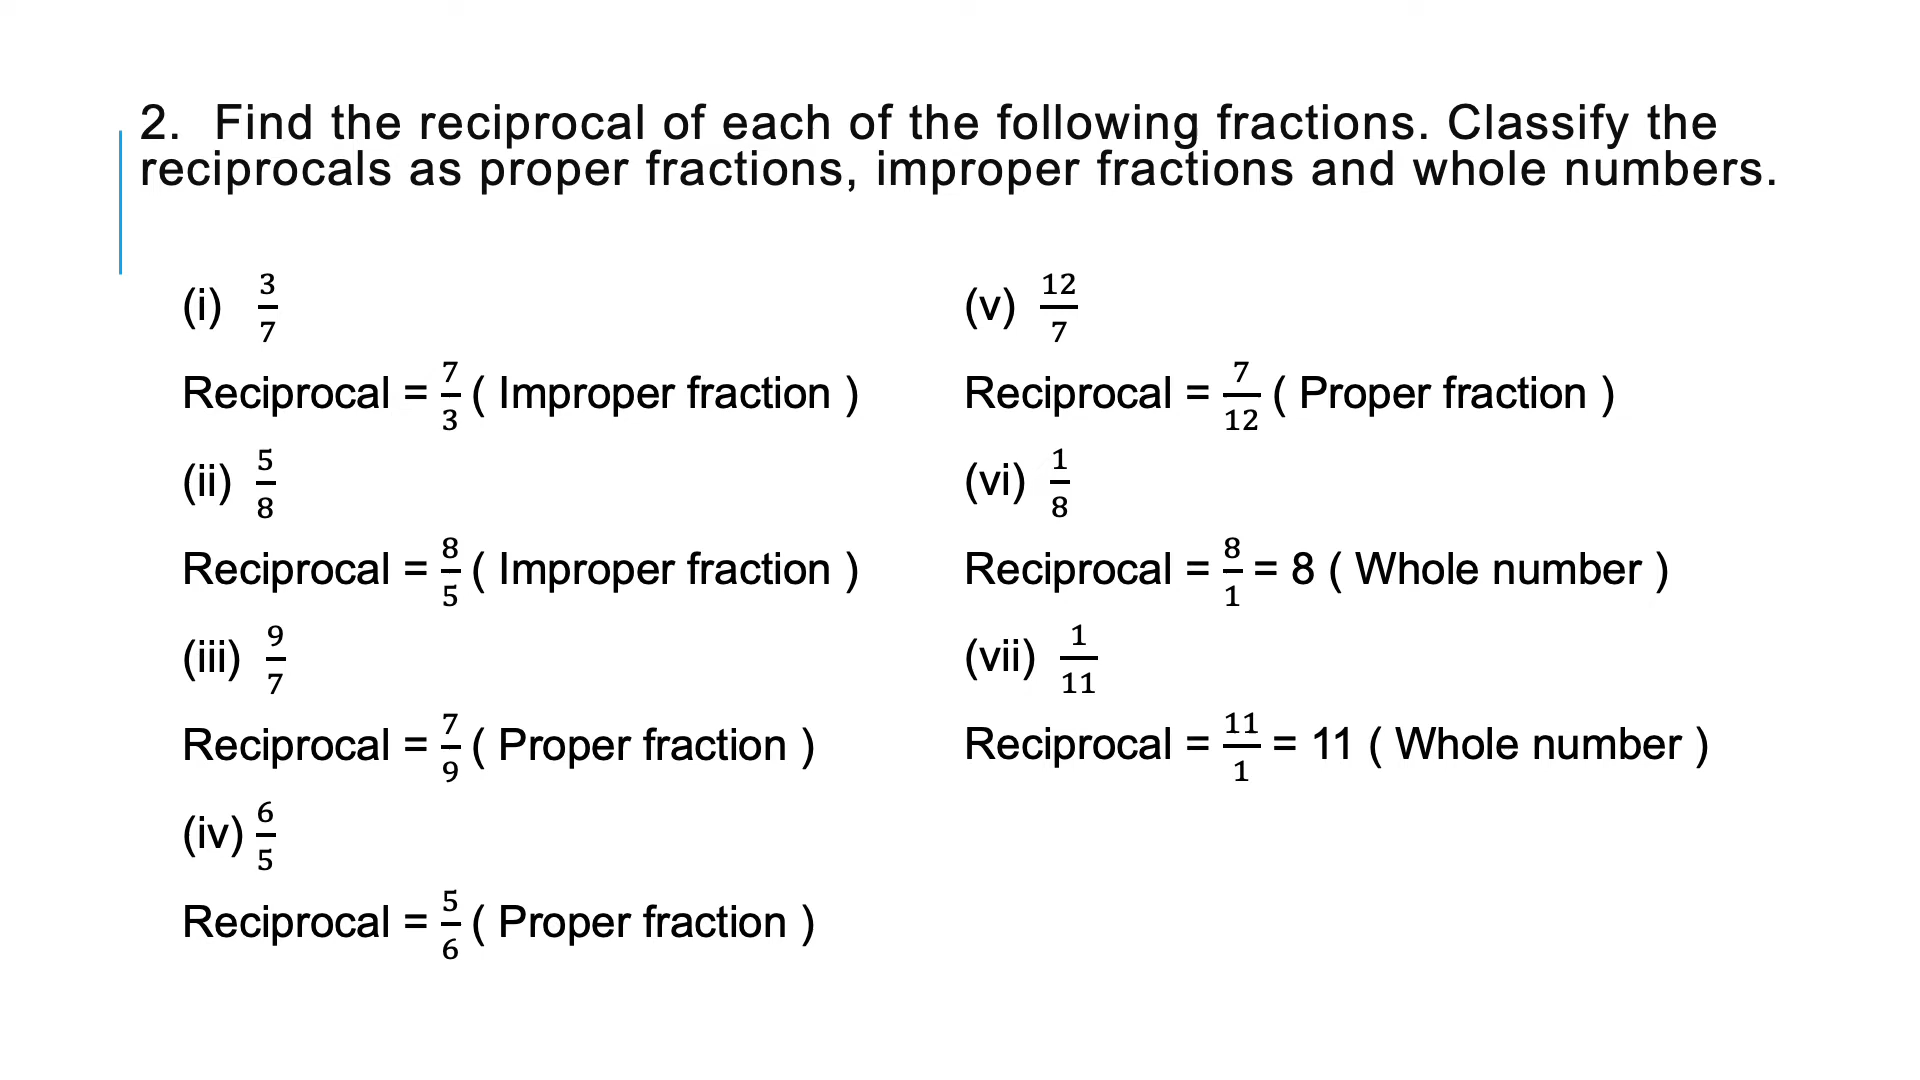 2. Find the reciprocal of each of the following fractions. Classify the
reciprocals as proper fractions, improper fractions and whole numbers.
(i) 3/7
Reciprocal = 7/3 ( Improper fraction )
(ii) 5/8
Reciprocal = 8/5 ( Improper fraction )
(iii) 9/7
Reciprocal = 7/9 ( Proper fraction )
(iv) 6/5
Reciprocal = 5/6 ( Proper fraction )
(v) 12/7
Reciprocal = 7/12 ( Proper fraction )
(vi) 1/8
Reciprocal = 8/1 = 8 ( Whole number )
(vii) 1/11
Reciprocal = 11/1 = 11 ( Whole number )